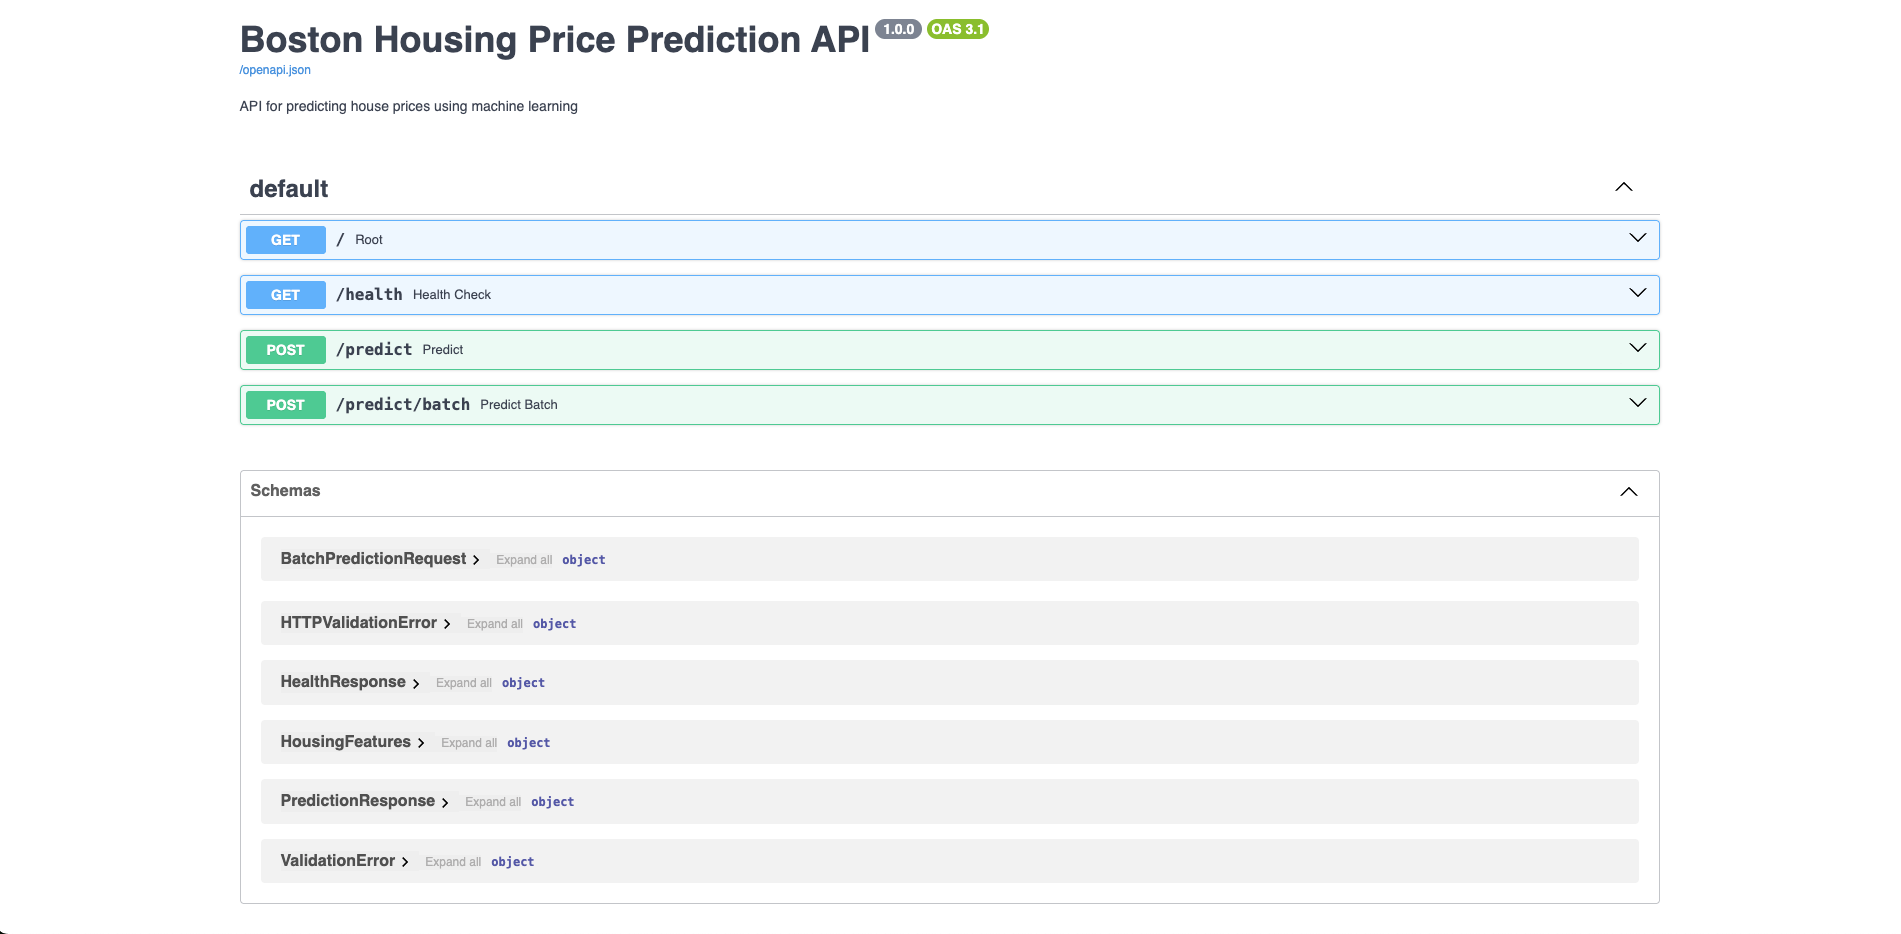 Boston Housing Price Prediction API 1.0.0 OAS 3.1
/openapi.json
API for predicting house prices using machine learning
default
GET / Root
GET /health Health Check
POST /predict Predict
POST /predict/batch Predict Batch
Schemas
BatchPredictionRequest Expand all object
HTTPValidationError Expand all object
HealthResponse Expand all object
HousingFeatures Expand all object
PredictionResponse Expand all object
ValidationError Expand all object